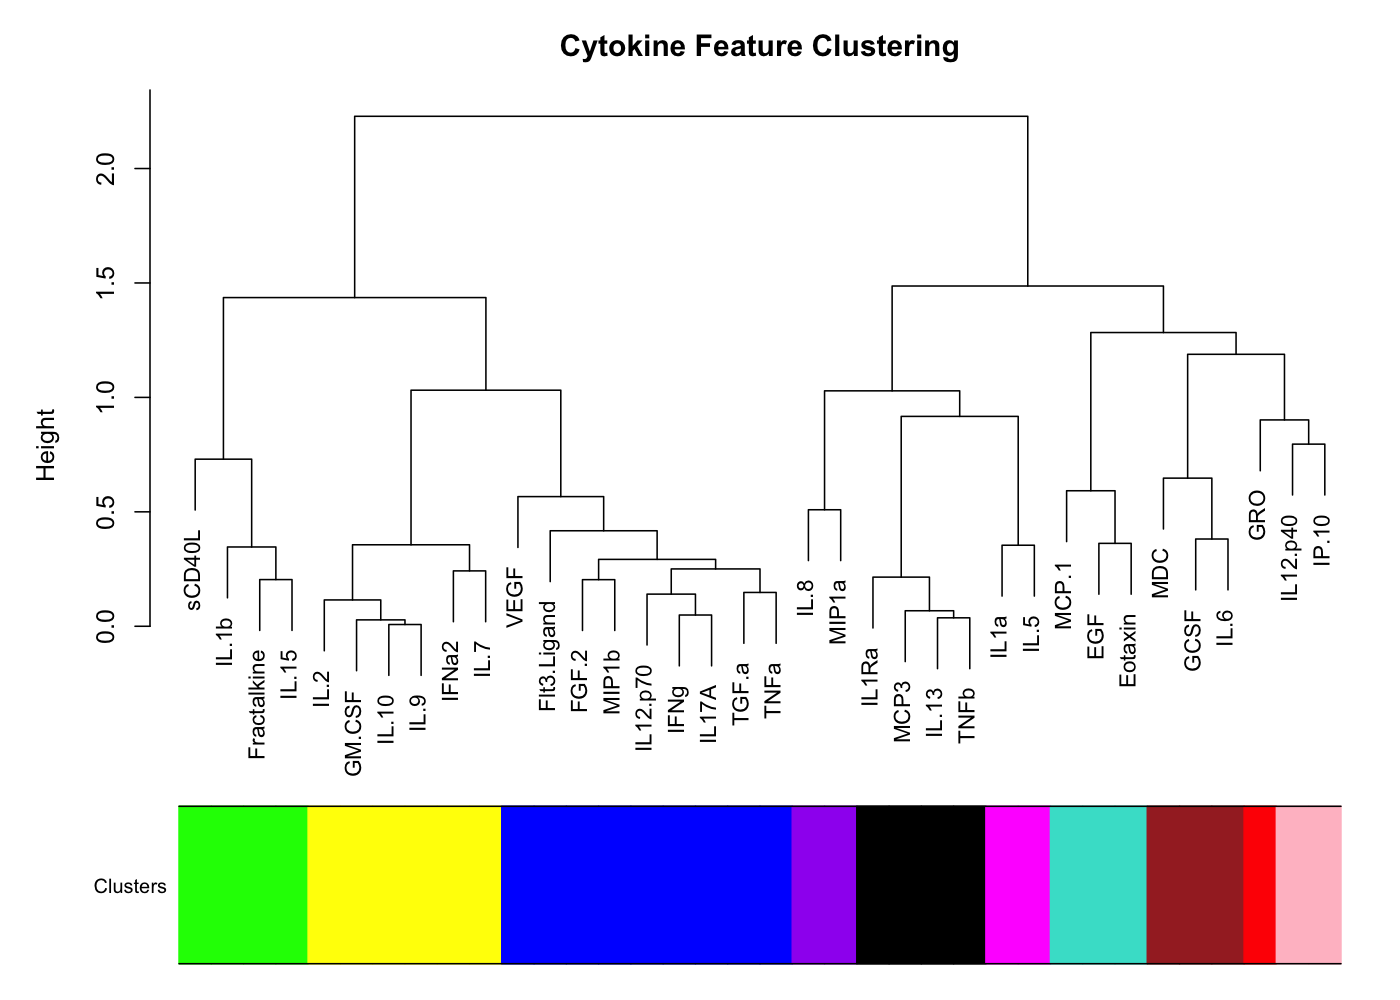 Cytokine Feature Clustering
Height
2.0
1.5
1.0
0.5
0.0
sCD40L
IL.1b
Fractalkine
IL.15
IL.2
GM.CSF
IL.10
IL.9
IFNa2
IL.7
VEGF
Flt3.Ligand
FGF.2
MIP1b
IL12.p70
IFNg
IL17A
TGF.a
TNFa
IL.8
MIP1a
IL1Ra
MCP3
IL.13
TNFb
IL1a
IL.5
MCP.1
EGF
Eotaxin
MDC
GCSF
IL.6
GRO
IL12.p40
IP.10
Clusters